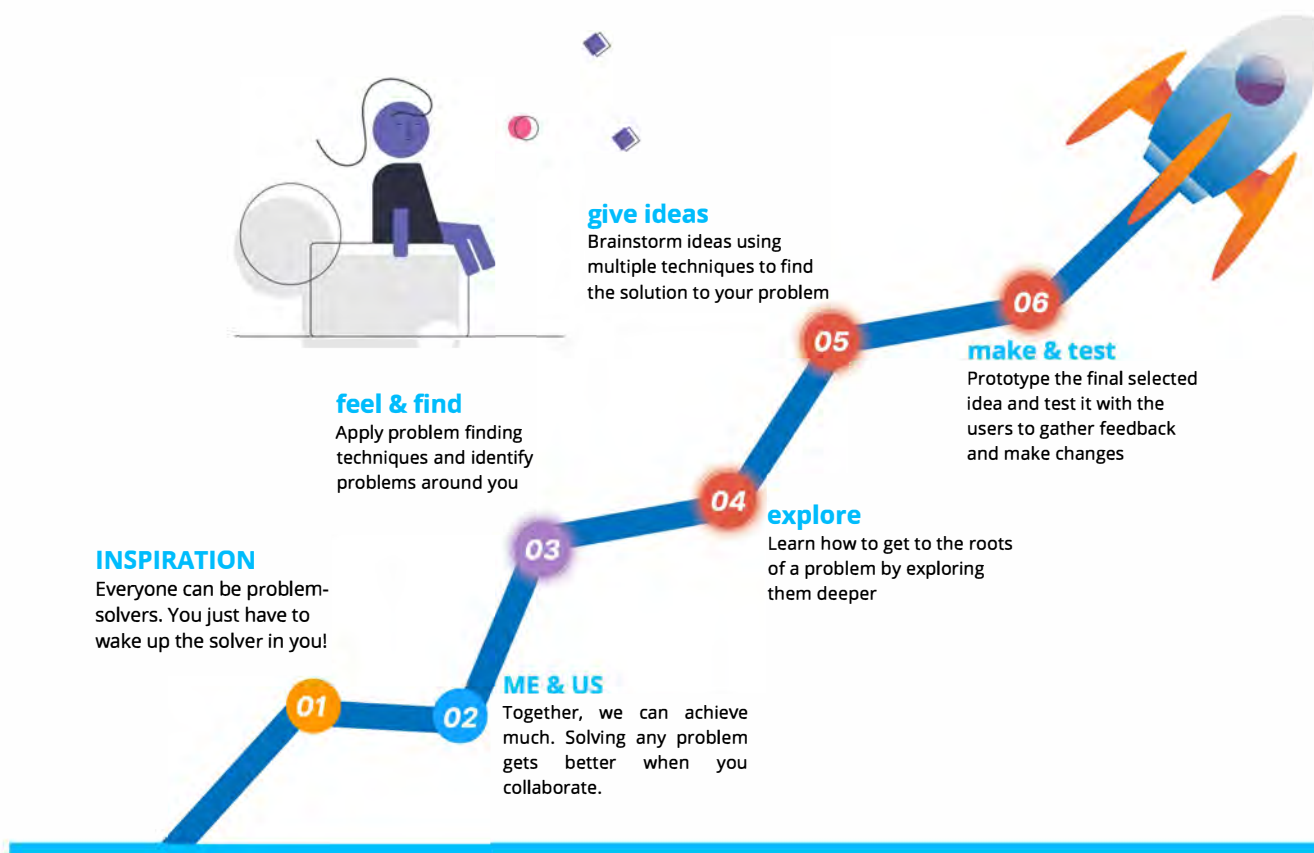 01
INSPIRATION
Everyone can be problem-
solvers. You just have to
wake up the solver in you!
02
ME & US
Together, we can achieve
much. Solving any problem
gets better when you
collaborate.
03
feel & find
Apply problem finding
techniques and identify
problems around you
04
explore
Learn how to get to the roots
of a problem by exploring
them deeper
05
give ideas
Brainstorm ideas using
multiple techniques to find
the solution to your problem
06
make & test
Prototype the final selected
idea and test it with the
users to gather feedback
and make changes